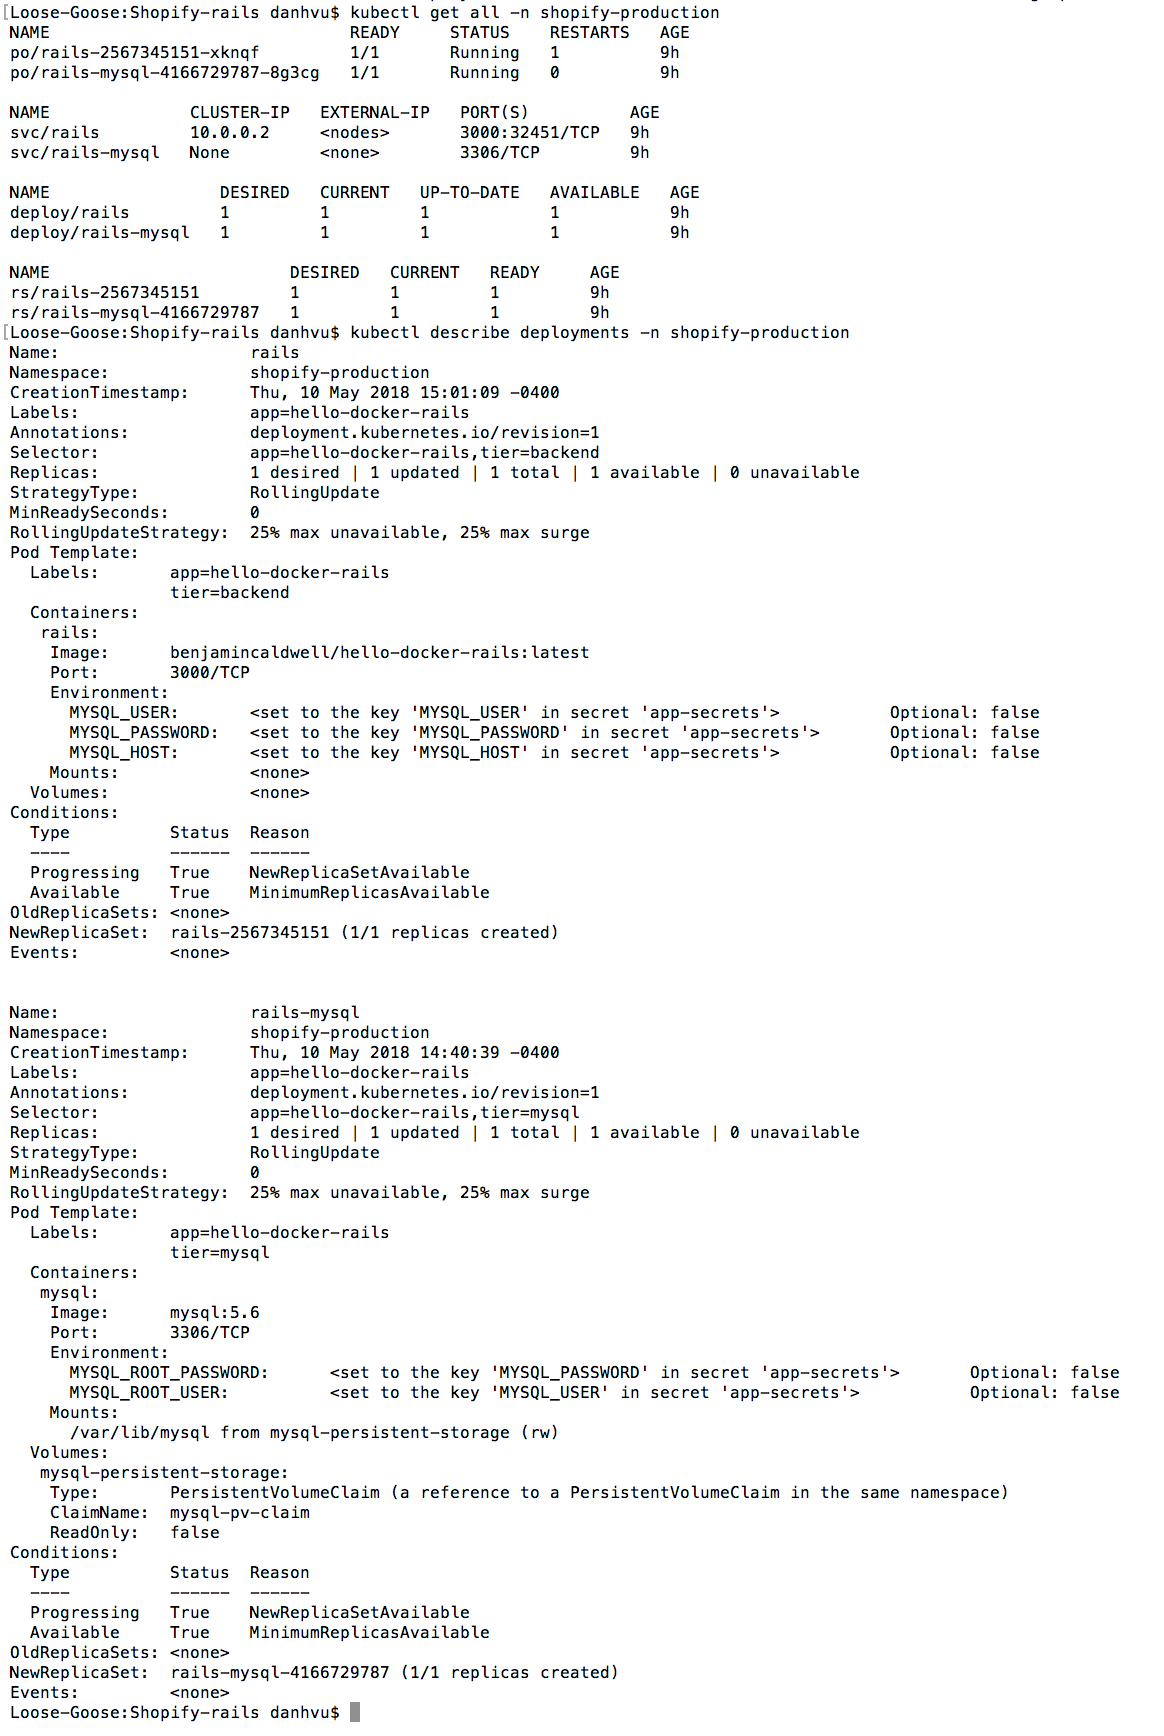 [Loose-Goose:Shopify-rails danhvu$ kubectl get all -n shopify-production
NAME                              READY     STATUS    RESTARTS   AGE
po/rails-2567345151-xknqf         1/1       Running   1          9h
po/rails-mysql-4166729787-8g3cg   1/1       Running   0          9h

NAME              CLUSTER-IP   EXTERNAL-IP   PORT(S)          AGE
svc/rails         10.0.0.2     <nodes>       3000:32451/TCP   9h
svc/rails-mysql   None         <none>        3306/TCP         9h

NAME                 DESIRED   CURRENT   UP-TO-DATE   AVAILABLE   AGE
deploy/rails         1         1         1            1           9h
deploy/rails-mysql   1         1         1            1           9h

NAME                        DESIRED   CURRENT   READY     AGE
rs/rails-2567345151         1         1         1         9h
rs/rails-mysql-4166729787   1         1         1         9h
[Loose-Goose:Shopify-rails danhvu$ kubectl describe deployments -n shopify-production
Name:                   rails
Namespace:              shopify-production
CreationTimestamp:      Thu, 10 May 2018 15:01:09 -0400
Labels:                 app=hello-docker-rails
Annotations:            deployment.kubernetes.io/revision=1
Selector:               app=hello-docker-rails,tier=backend
Replicas:               1 desired | 1 updated | 1 total | 1 available | 0 unavailable
StrategyType:           RollingUpdate
MinReadySeconds:        0
RollingUpdateStrategy:  25% max unavailable, 25% max surge
Pod Template:
  Labels:       app=hello-docker-rails
                tier=backend
  Containers:
   rails:
    Image:      benjamincaldwell/hello-docker-rails:latest
    Port:       3000/TCP
    Environment:
      MYSQL_USER:       <set to the key 'MYSQL_USER' in secret 'app-secrets'>           Optional: false
      MYSQL_PASSWORD:   <set to the key 'MYSQL_PASSWORD' in secret 'app-secrets'>       Optional: false
      MYSQL_HOST:       <set to the key 'MYSQL_HOST' in secret 'app-secrets'>           Optional: false
    Mounts:             <none>
  Volumes:              <none>
Conditions:
  Type          Status  Reason
  ----          ------  ------
  Progressing   True    NewReplicaSetAvailable
  Available     True    MinimumReplicasAvailable
OldReplicaSets: <none>
NewReplicaSet:  rails-2567345151 (1/1 replicas created)
Events:         <none>

Name:                   rails-mysql
Namespace:              shopify-production
CreationTimestamp:      Thu, 10 May 2018 14:40:39 -0400
Labels:                 app=hello-docker-rails
Annotations:            deployment.kubernetes.io/revision=1
Selector:               app=hello-docker-rails,tier=mysql
Replicas:               1 desired | 1 updated | 1 total | 1 available | 0 unavailable
StrategyType:           RollingUpdate
MinReadySeconds:        0
RollingUpdateStrategy:  25% max unavailable, 25% max surge
Pod Template:
  Labels:       app=hello-docker-rails
                tier=mysql
  Containers:
   mysql:
    Image:      mysql:5.6
    Port:       3306/TCP
    Environment:
      MYSQL_ROOT_PASSWORD:      <set to the key 'MYSQL_PASSWORD' in secret 'app-secrets'>       Optional: false
      MYSQL_ROOT_USER:          <set to the key 'MYSQL_USER' in secret 'app-secrets'>           Optional: false
    Mounts:
      /var/lib/mysql from mysql-persistent-storage (rw)
  Volumes:
   mysql-persistent-storage:
    Type:       PersistentVolumeClaim (a reference to a PersistentVolumeClaim in the same namespace)
    ClaimName:  mysql-pv-claim
    ReadOnly:   false
Conditions:
  Type          Status  Reason
  ----          ------  ------
  Progressing   True    NewReplicaSetAvailable
  Available     True    MinimumReplicasAvailable
OldReplicaSets: <none>
NewReplicaSet:  rails-mysql-4166729787 (1/1 replicas created)
Events:         <none>
Loose-Goose:Shopify-rails danhvu$